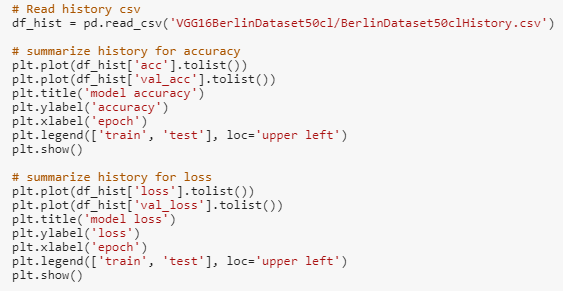 # Read history csv
df_hist = pd.read_csv('VGG16BerlinDataset50cl/BerlinDataset50clHistory.csv')
# summarize history for accuracy
plt.plot(df_hist['acc'].tolist())
plt.plot(df_hist['val_acc'].tolist())
plt.title('model accuracy')
plt.ylabel('accuracy')
plt.xlabel('epoch')
plt.legend(['train', 'test'], loc='upper left')
plt.show()
# summarize history for loss
plt.plot(df_hist['loss'].tolist())
plt.plot(df_hist['val_loss'].tolist())
plt.title('model loss')
plt.ylabel('loss')
plt.xlabel('epoch')
plt.legend(['train', 'test'], loc='upper left')
plt.show()